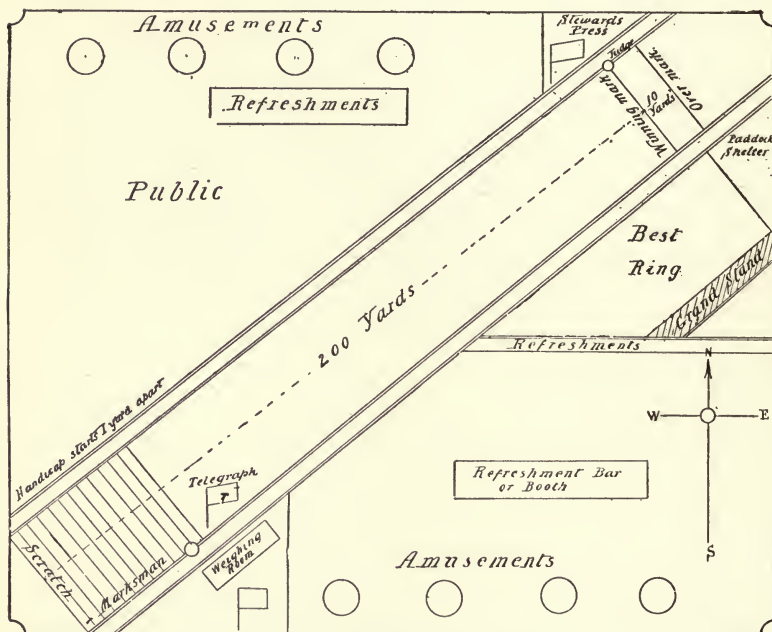 Amusements
Stewards
Press
Judge
Over mark.
10
Yards
Winning mark
Refreshments
Paddock
Shelter
Public
Best
Ring
Grand Stand
200 Yards
Refreshments
N
W
E
S
Handicap starts 1 yard apart
Telegraph
T
Refreshment Bar
or Booth
Weighing
Room
Scratch
Marksman
Amusements